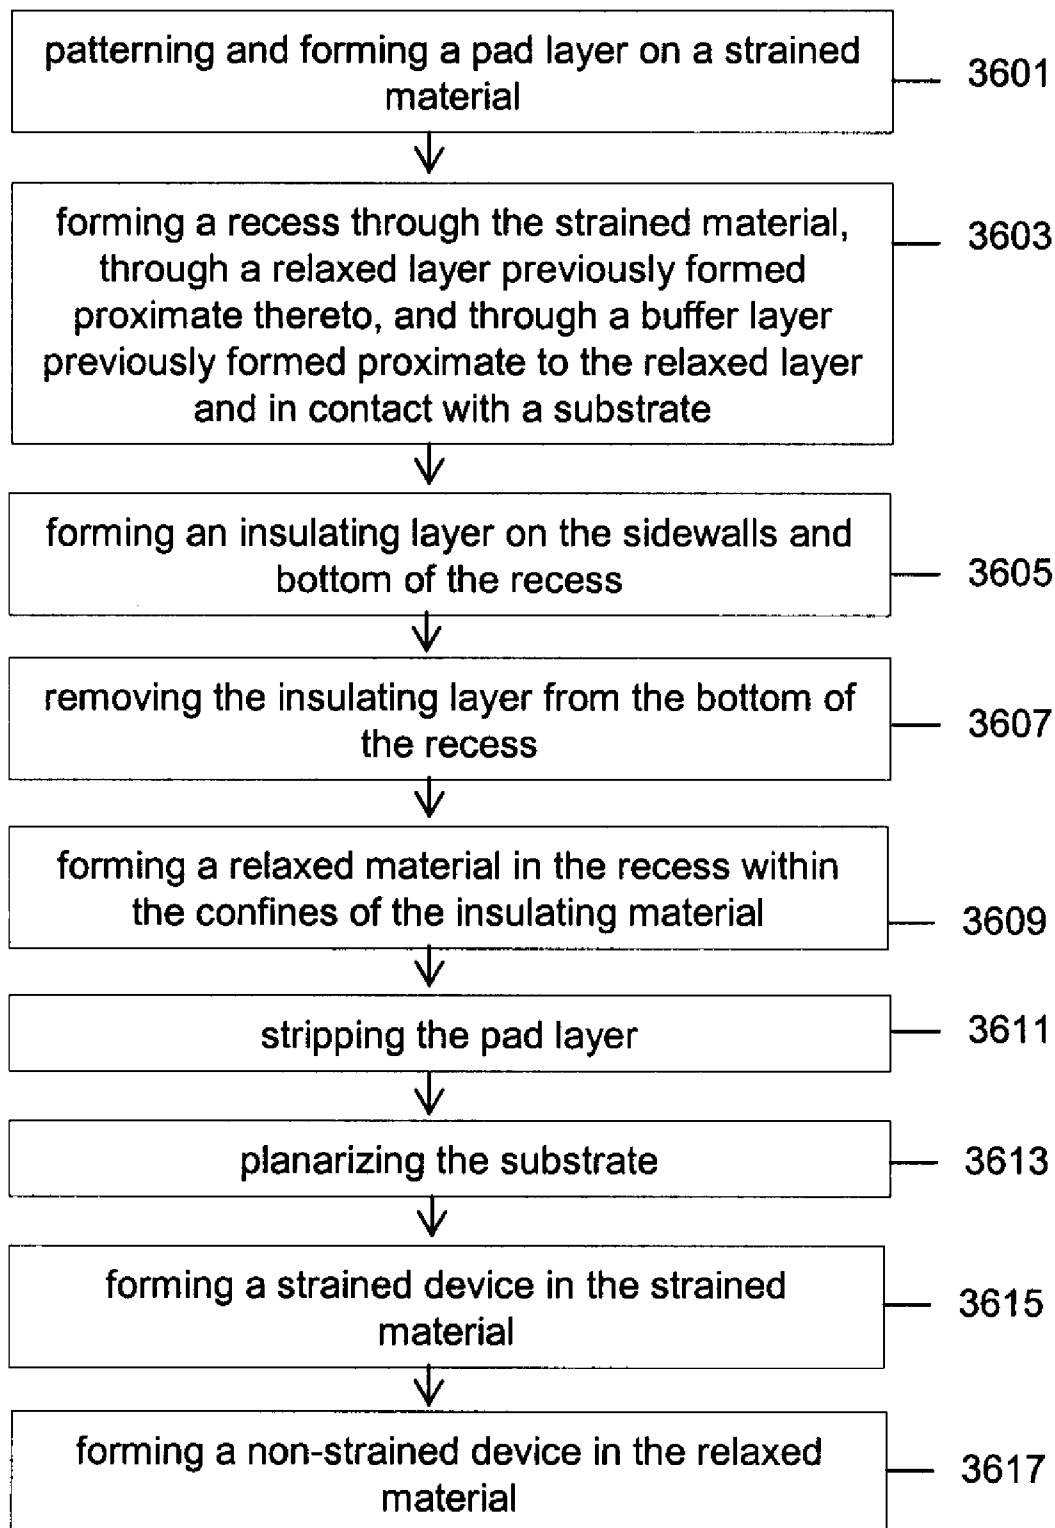 patterning and forming a pad layer on a strained
material
3601
forming a recess through the strained material,
through a relaxed layer previously formed
proximate thereto, and through a buffer layer
previously formed proximate to the relaxed layer
and in contact with a substrate
3603
forming an insulating layer on the sidewalls and
bottom of the recess
3605
removing the insulating layer from the bottom of
the recess
3607
forming a relaxed material in the recess within
the confines of the insulating material
3609
stripping the pad layer
3611
planarizing the substrate
3613
forming a strained device in the strained
material
3615
forming a non-strained device in the relaxed
material
3617